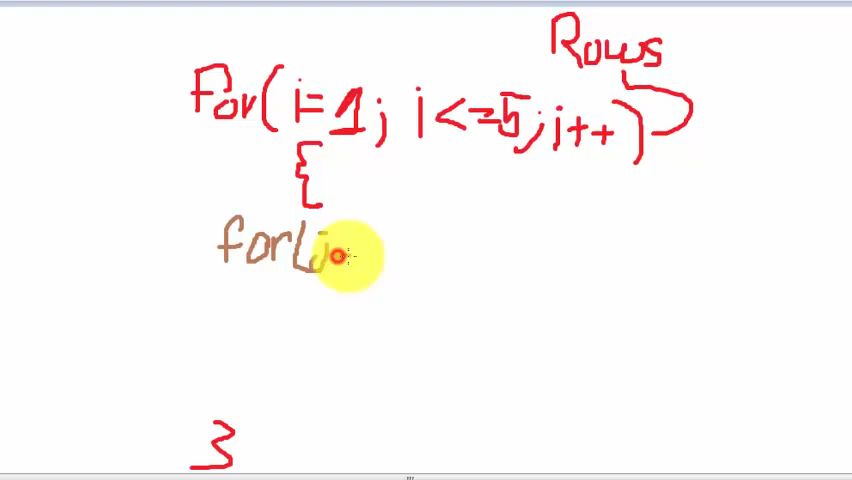 Rows
For(i=1; i<=5;i++)
{
for(j
}